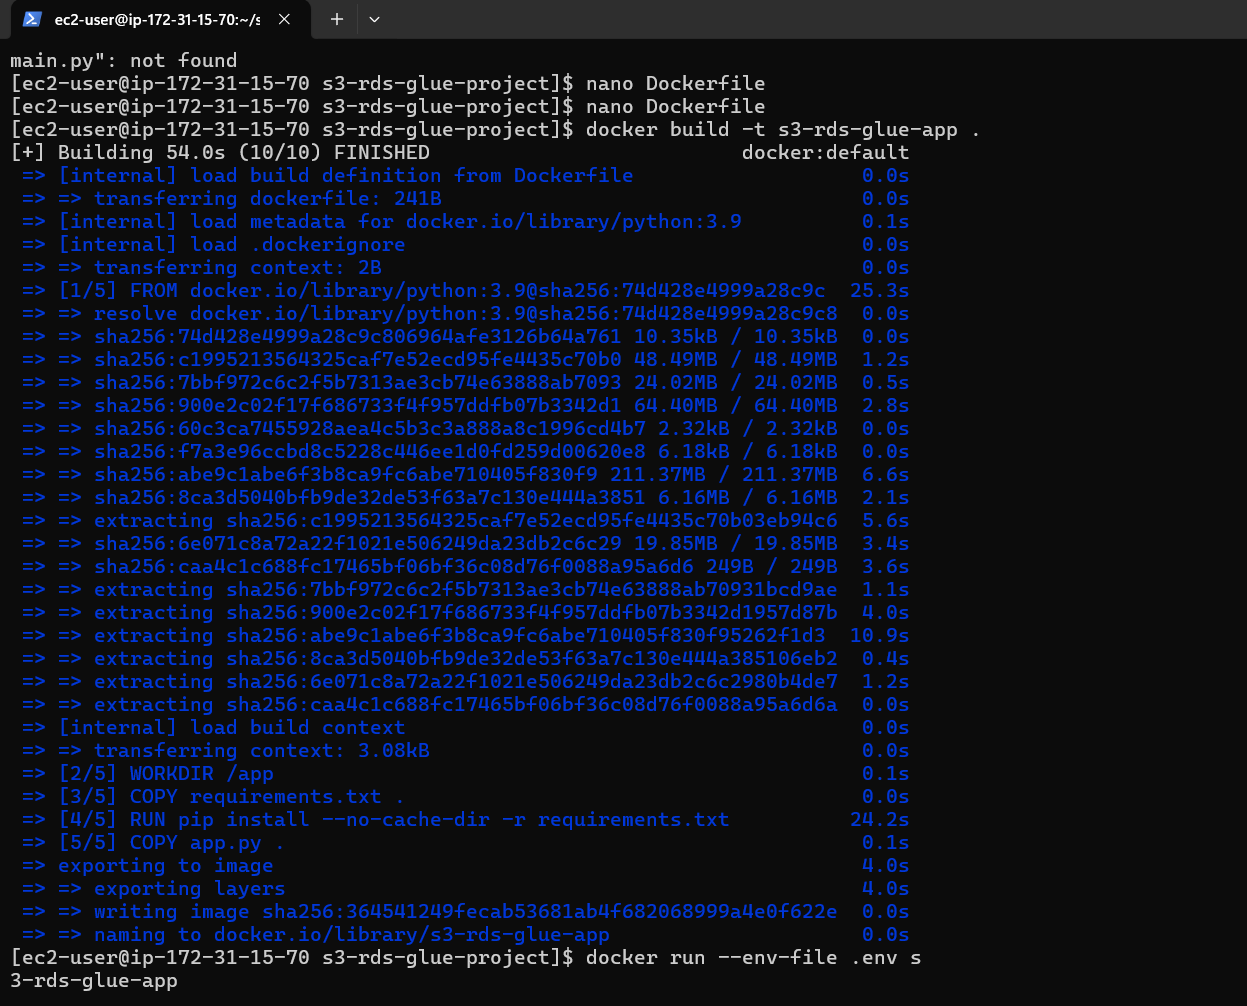 ec2-user@ip-172-31-15-70:~/s
main.py": not found
[ec2-user@ip-172-31-15-70 s3-rds-glue-project]$ nano Dockerfile
[ec2-user@ip-172-31-15-70 s3-rds-glue-project]$ nano Dockerfile
[ec2-user@ip-172-31-15-70 s3-rds-glue-project]$ docker build -t s3-rds-glue-app .
[+] Building 54.0s (10/10) FINISHED docker:default
=> [internal] load build definition from Dockerfile 0.0s
=> => transferring dockerfile: 241B 0.0s
=> [internal] load metadata for docker.io/library/python:3.9 0.1s
=> [internal] load .dockerignore 0.0s
=> => transferring context: 2B 0.0s
=> [1/5] FROM docker.io/library/python:3.9@sha256:74d428e4999a28c9c 25.3s
=> => resolve docker.io/library/python:3.9@sha256:74d428e4999a28c9c8 0.0s
=> => sha256:74d428e4999a28c9c806964afe3126b64a761 10.35kB / 10.35kB 0.0s
=> => sha256:c1995213564325caf7e52ecd95fe4435c70b0 48.49MB / 48.49MB 1.2s
=> => sha256:7bbf972c6c2f5b7313ae3cb74e63888ab7093 24.02MB / 24.02MB 0.5s
=> => sha256:900e2c02f17f686733f4f957ddfb07b3342d1 64.40MB / 64.40MB 2.8s
=> => sha256:60c3ca7455928aea4c5b3c3a888a8c1996cd4b7 2.32kB / 2.32kB 0.0s
=> => sha256:f7a3e96ccbd8c5228c446ee1d0fd259d00620e8 6.18kB / 6.18kB 0.0s
=> => sha256:abe9c1abe6f3b8ca9fc6abe710405f830f9 211.37MB / 211.37MB 6.6s
=> => sha256:8ca3d5040bfb9de32de53f63a7c130e444a3851 6.16MB / 6.16MB 2.1s
=> => extracting sha256:c1995213564325caf7e52ecd95fe4435c70b03eb94c6 5.6s
=> => sha256:6e071c8a72a22f1021e506249da23db2c6c29 19.85MB / 19.85MB 3.4s
=> => sha256:caa4c1c688fc17465bf06bf36c08d76f0088a95a6d6 249B / 249B 3.6s
=> => extracting sha256:7bbf972c6c2f5b7313ae3cb74e63888ab70931bcd9ae 1.1s
=> => extracting sha256:900e2c02f17f686733f4f957ddfb07b3342d1957d87b 4.0s
=> => extracting sha256:abe9c1abe6f3b8ca9fc6abe710405f830f95262f1d3 10.9s
=> => extracting sha256:8ca3d5040bfb9de32de53f63a7c130e444a385106eb2 0.4s
=> => extracting sha256:6e071c8a72a22f1021e506249da23db2c6c2980b4de7 1.2s
=> => extracting sha256:caa4c1c688fc17465bf06bf36c08d76f0088a95a6d6a 0.0s
=> [internal] load build context 0.0s
=> => transferring context: 3.08kB 0.0s
=> [2/5] WORKDIR /app 0.1s
=> [3/5] COPY requirements.txt . 0.0s
=> [4/5] RUN pip install --no-cache-dir -r requirements.txt 24.2s
=> [5/5] COPY app.py . 0.1s
=> exporting to image 4.0s
=> => exporting layers 4.0s
=> => writing image sha256:364541249fecab53681ab4f682068999a4e0f622e 0.0s
=> => naming to docker.io/library/s3-rds-glue-app 0.0s
[ec2-user@ip-172-31-15-70 s3-rds-glue-project]$ docker run --env-file .env s
3-rds-glue-app